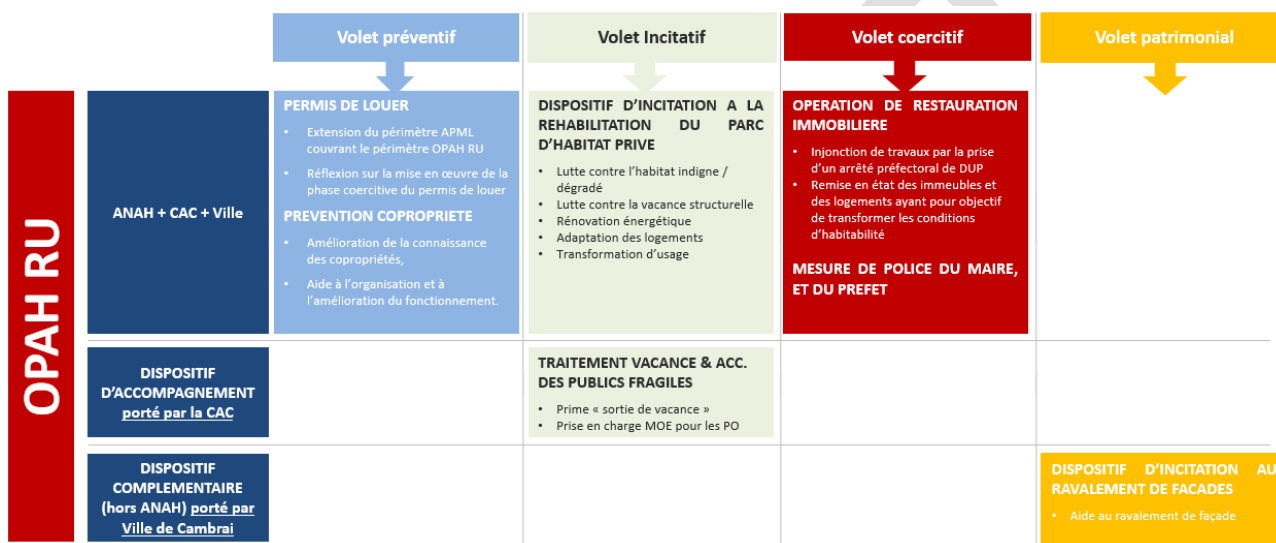 Volet préventif
Volet Incitatif
Volet coercitif
Volet patrimonial
OPAH RU
ANAH + CAC + Ville
PERMIS DE LOUER
• Extension du périmètre APML
couvrant le périmètre OPAH RU
• Réflexion sur la mise en œuvre de la
phase coercitive du permis de louer
PREVENTION COPROPRIETE
• Amélioration de la connaissance
des copropriétés,
• Aide à l'organisation et à
l'amélioration du fonctionnement.
DISPOSITIF D'INCITATION A LA
REHABILITATION DU PARC
D'HABITAT PRIVE
• Lutte contre l'habitat indigne /
dégradé
• Lutte contre la vacance structurelle
• Rénovation énergétique
• Adaptation des logements
• Transformation d'usage
OPERATION DE RESTAURATION
IMMOBILIERE
• Injonction de travaux par la prise
d'un arrêté préfectoral de DUP
• Remise en état des immeubles et
des logements ayant pour objectif
de transformer les conditions
d'habitabilité
MESURE DE POLICE DU MAIRE,
ET DU PREFET
DISPOSITIF
D'ACCOMPAGNEMENT
porté par la CAC
TRAITEMENT VACANCE & ACC.
DES PUBLICS FRAGILES
• Prime « sortie de vacance »
• Prise en charge MOE pour les PO
DISPOSITIF
COMPLEMENTAIRE
(hors ANAH) porté par
Ville de Cambrai
DISPOSITIF D'INCITATION AU
RAVALEMENT DE FACADES
• Aide au ravalement de façade